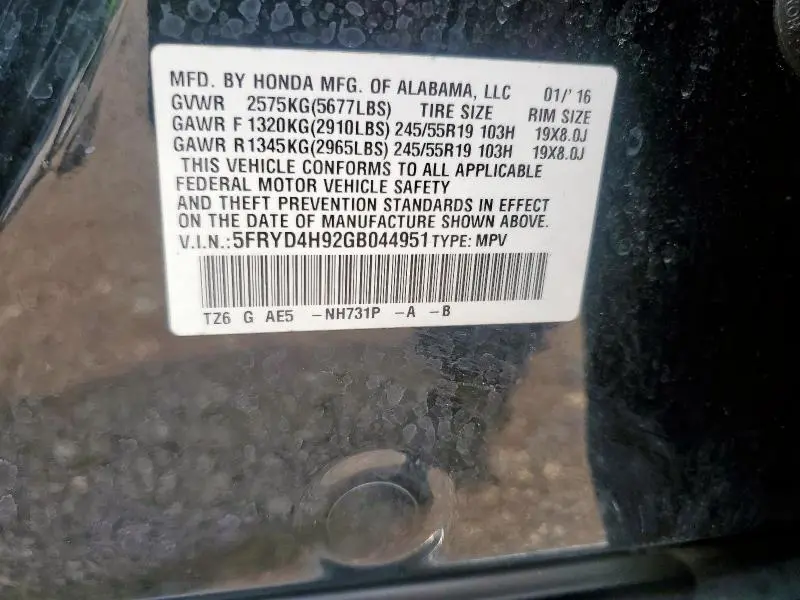 MFD. BY HONDA MFG. OF ALABAMA, LLC 01/'16
GVWR 2575KG(5677LBS) TIRE SIZE RIM SIZE
GAWR F 1320KG(2910LBS) 245/55R19 103H 19X8.0J
GAWR R 1345KG(2965LBS) 245/55R19 103H 19X8.0J
THIS VEHICLE CONFORMS TO ALL APPLICABLE
FEDERAL MOTOR VEHICLE SAFETY
AND THEFT PREVENTION STANDARDS IN EFFECT
ON THE DATE OF MANUFACTURE SHOWN ABOVE.
V.I.N.:5FRYD4H92GB044951 TYPE: MPV
TZ6 G AE5 -NH731P -A -B